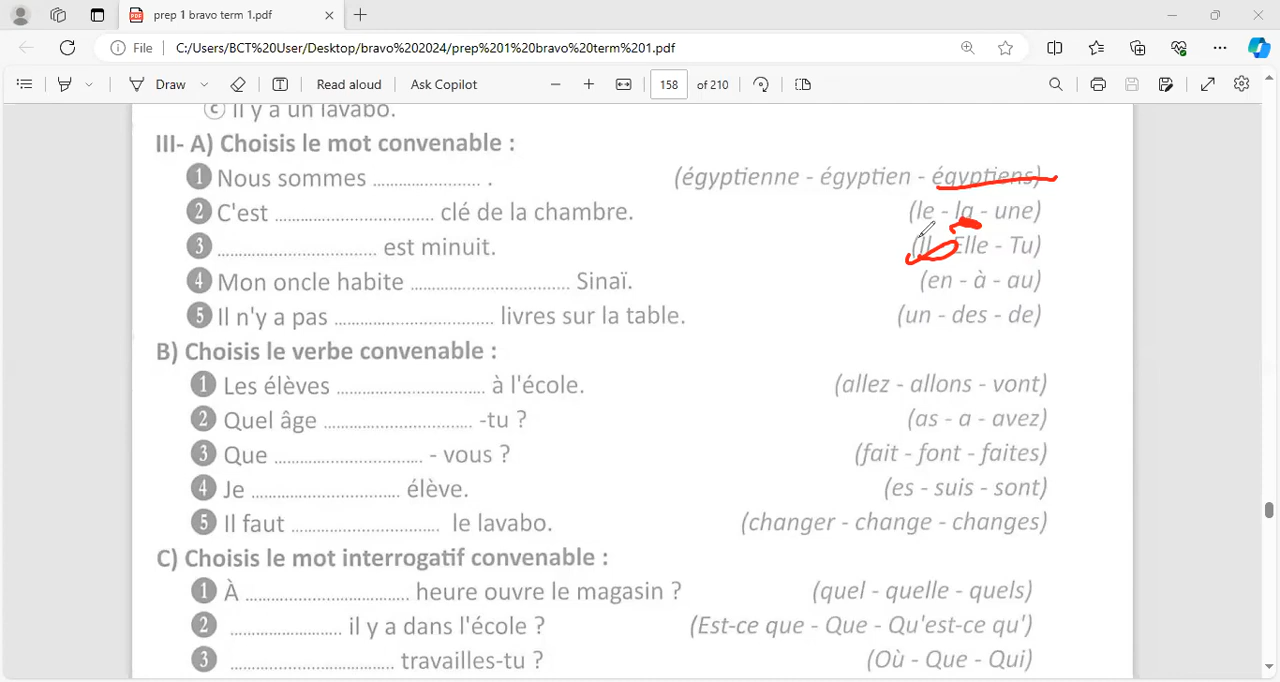 prep 1 bravo term 1.pdf
File C:/Users/BCT%20User/Desktop/bravo%202024/prep%201%20bravo%20term%201.pdf
Draw Read aloud Ask Copilot 158 of 210
c Il y a un lavabo.
III- A) Choisis le mot convenable :
1 Nous sommes .................... . (égyptienne - égyptien - égyptiens)
2 C'est ............................. clé de la chambre. (le - la - une)
3 ............................. est minuit. (Il - Elle - Tu)
4 Mon oncle habite ............................. Sinaï. (en - à - au)
5 Il n'y a pas ............................. livres sur la table. (un - des - de)
B) Choisis le verbe convenable :
1 Les élèves ........................... à l'école. (allez - allons - vont)
2 Quel âge ........................... -tu ? (as - a - avez)
3 Que ........................... - vous ? (fait - font - faites)
4 Je ........................... élève. (es - suis - sont)
5 Il faut ........................... le lavabo. (changer - change - changes)
C) Choisis le mot interrogatif convenable :
1 À ............................. heure ouvre le magasin ? (quel - quelle - quels)
2 .................... il y a dans l'école ? (Est-ce que - Que - Qu'est-ce qu')
3 ............................. travailles-tu ? (Où - Que - Qui)